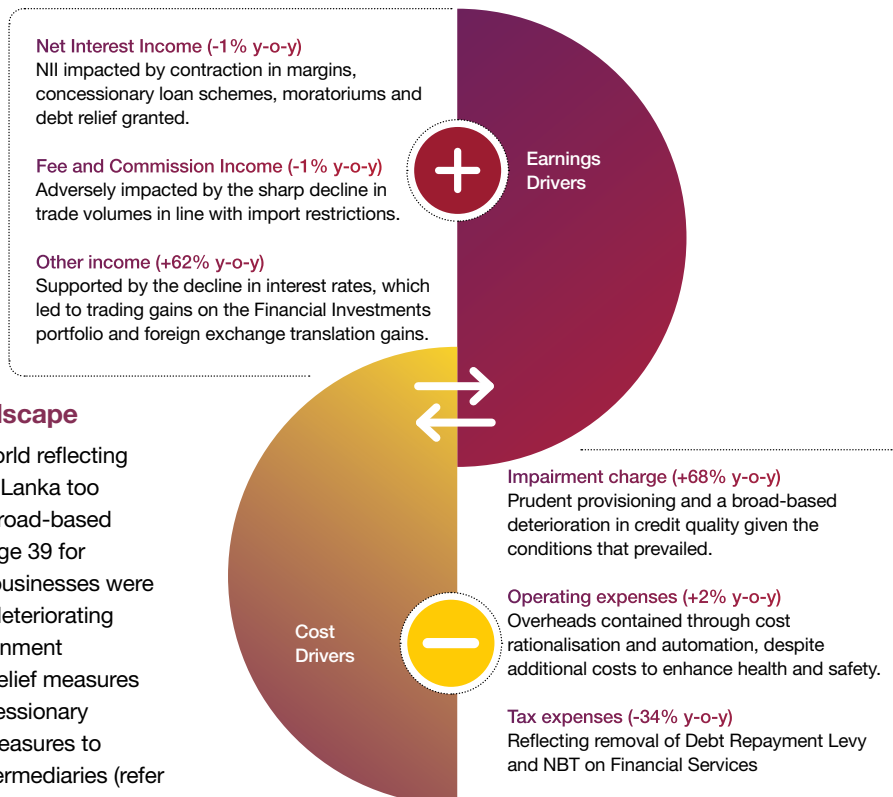 Net Interest Income (-1% y-o-y)
NII impacted by contraction in margins,
concessionary loan schemes, moratoriums and
debt relief granted.
Fee and Commission Income (-1% y-o-y)
Adversely impacted by the sharp decline in
trade volumes in line with import restrictions.
Other income (+62% y-o-y)
Supported by the decline in interest rates, which
led to trading gains on the Financial Investments
portfolio and foreign exchange translation gains.
Earnings
Drivers
dscape
orld reflecting
Lanka too
road-based
ge 39 for
businesses were
deteriorating
nment
elief measures
essionary
easures to
ermediaries (refer
Cost
Drivers
Impairment charge (+68% y-o-y)
Prudent provisioning and a broad-based
deterioration in credit quality given the
conditions that prevailed.
Operating expenses (+2% y-o-y)
Overheads contained through cost
rationalisation and automation, despite
additional costs to enhance health and safety.
Tax expenses (-34% y-o-y)
Reflecting removal of Debt Repayment Levy
and NBT on Financial Services